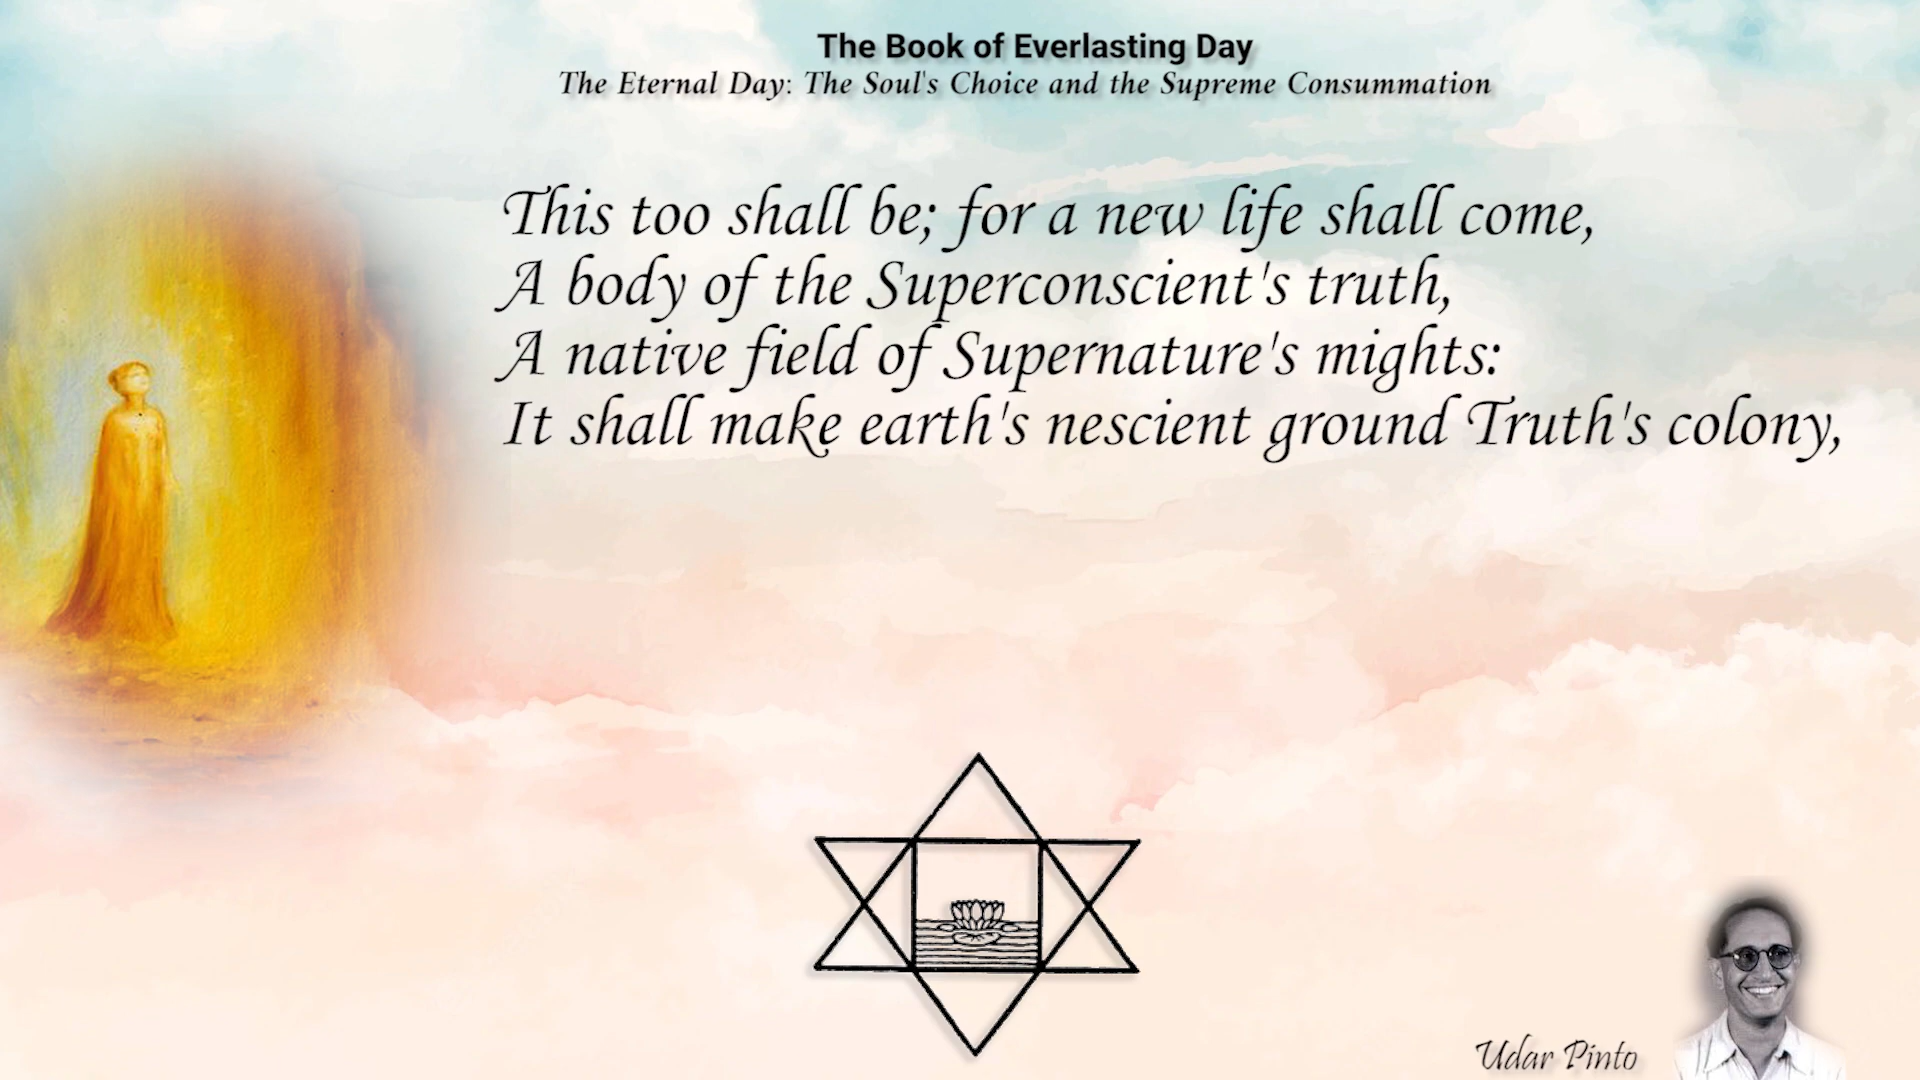 The Book of Everlasting Day
The Eternal Day: The Soul's Choice and the Supreme Consummation
This too shall be; for a new life shall come,
A body of the Superconscient's truth,
A native field of Supernature's mights:
It shall make earth's nescient ground Truth's colony,
Udar Pinto